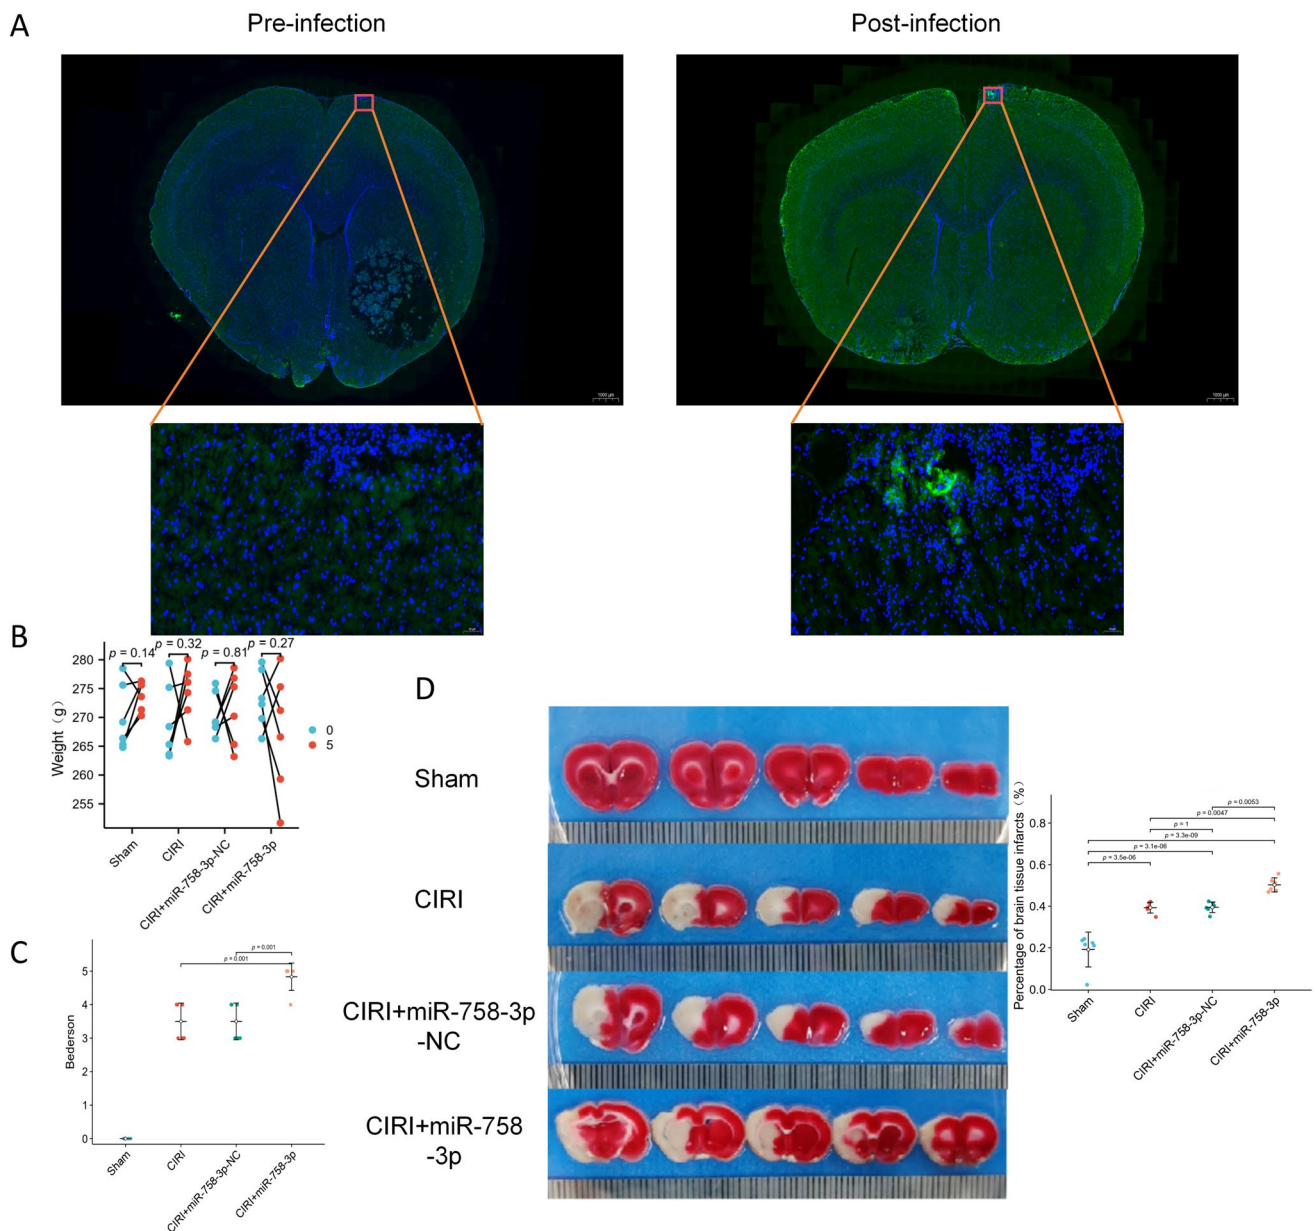 A
Pre-infection
Post-infection
1000 μm
1000 μm
B
p = 0.14
p = 0.32
p = 0.81
p = 0.27
280
275
270
265
260
255
Weight（g）
0
5
Sham
CIRI
CIRI+miR-758-3p-NC
CIRI+miR-758-3p
C
p = 0.001
p = 0.001
5
4
3
2
1
0
Bederson
Sham
CIRI
CIRI+miR-758-3p-NC
CIRI+miR-758-3p
D
Sham
CIRI
CIRI+miR-758-3p
-NC
CIRI+miR-758
-3p
Percentage of brain tissue infarcts（%）
0.8
0.6
0.4
0.2
0.0
p = 0.0053
p = 0.0047
p = 1
p = 3.3e-09
p = 3.1e-06
p = 3.5e-06
Sham
CIRI
CIRI+miR-758-3p-NC
CIRI+miR-758-3p